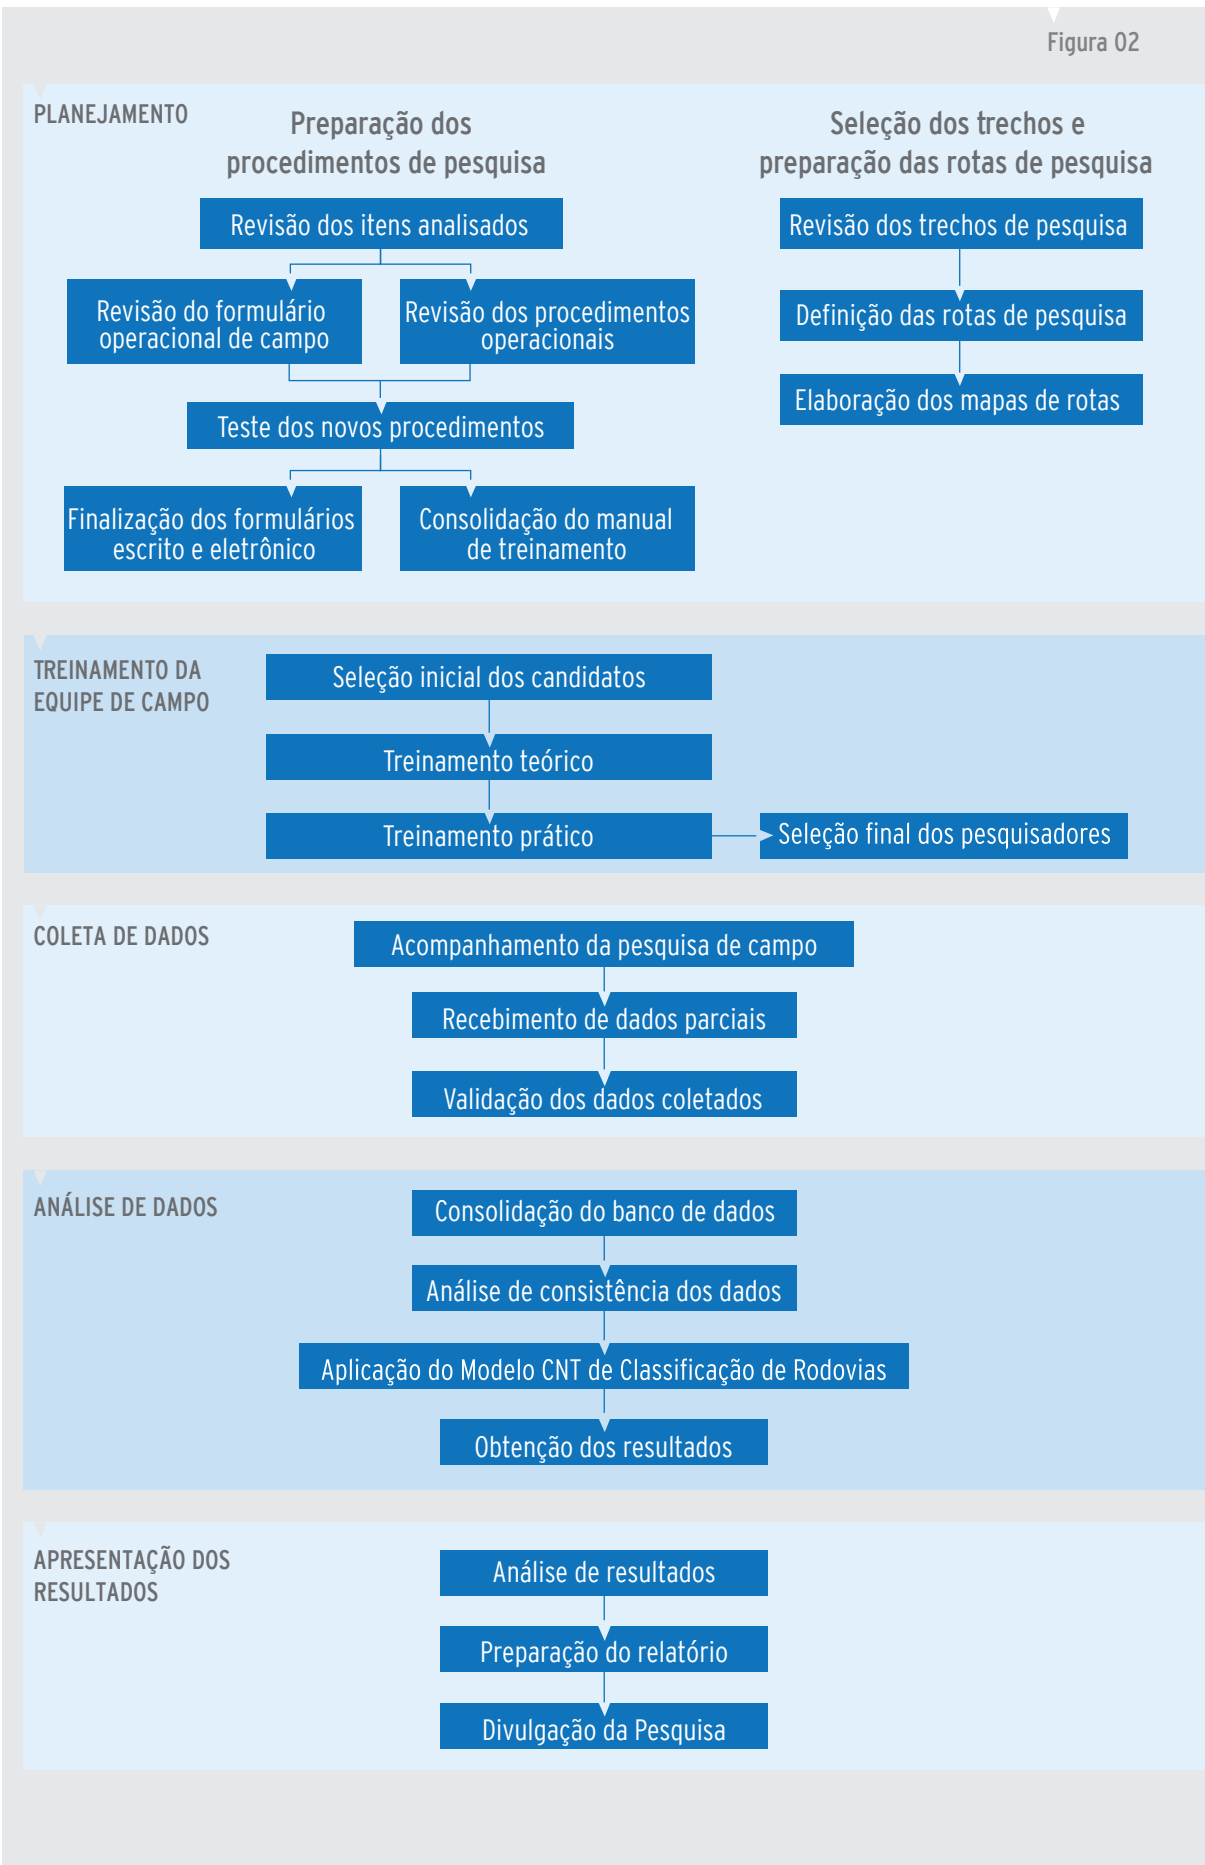 Figura 02
PLANEJAMENTO
Preparação dos
procedimentos de pesquisa
Revisão dos itens analisados
Revisão do formulário
operacional de campo
Revisão dos procedimentos
operacionais
Teste dos novos procedimentos
Finalização dos formulários
escrito e eletrônico
Consolidação do manual
de treinamento
Seleção dos trechos e
preparação das rotas de pesquisa
Revisão dos trechos de pesquisa
Definição das rotas de pesquisa
Elaboração dos mapas de rotas
TREINAMENTO DA
EQUIPE DE CAMPO
Seleção inicial dos candidatos
Treinamento teórico
Treinamento prático
Seleção final dos pesquisadores
COLETA DE DADOS
Acompanhamento da pesquisa de campo
Recebimento de dados parciais
Validação dos dados coletados
ANÁLISE DE DADOS
Consolidação do banco de dados
Análise de consistência dos dados
Aplicação do Modelo CNT de Classificação de Rodovias
Obtenção dos resultados
APRESENTAÇÃO DOS
RESULTADOS
Análise de resultados
Preparação do relatório
Divulgação da Pesquisa